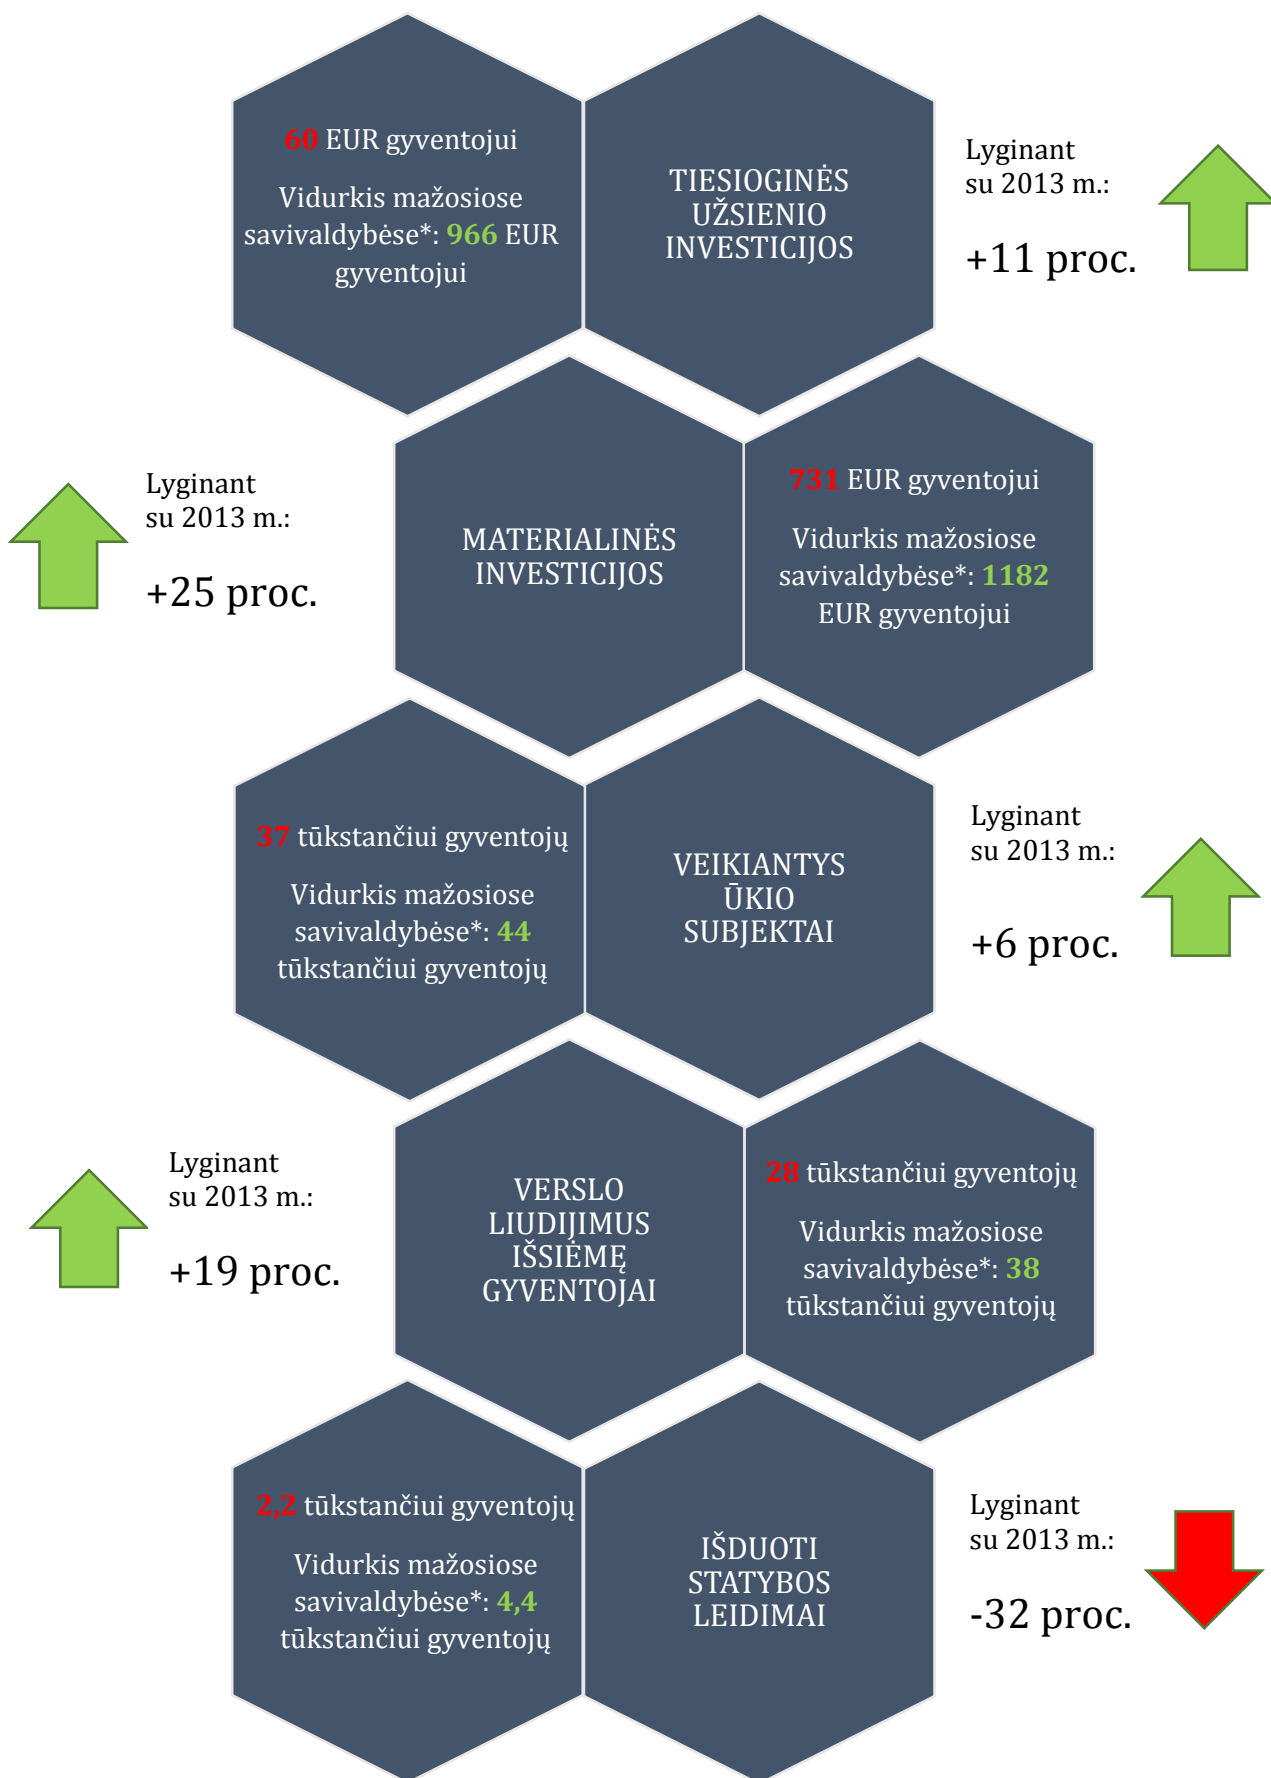 60 EUR gyventojui
Vidurkis mažosiose
savivaldybėse*: 966 EUR
gyventojui
TIESIOGINĖS
UŽSIENIO
INVESTICIJOS
Lyginant
su 2013 m.:
+11 proc.
Lyginant
su 2013 m.:
+25 proc.
MATERIALINĖS
INVESTICIJOS
731 EUR gyventojui
Vidurkis mažosiose
savivaldybėse*: 1182
EUR gyventojui
37 tūkstančiui gyventojų
Vidurkis mažosiose
savivaldybėse*: 44
tūkstančiui gyventojų
VEIKIANTYS
ŪKIO
SUBJEKTAI
Lyginant
su 2013 m.:
+6 proc.
Lyginant
su 2013 m.:
+19 proc.
VERSLO
LIUDIJIMUS
IŠSIĖMĘ
GYVENTOJAI
28 tūkstančiui gyventojų
Vidurkis mažosiose
savivaldybėse*: 38
tūkstančiui gyventojų
2,2 tūkstančiui gyventojų
Vidurkis mažosiose
savivaldybėse*: 4,4
tūkstančiui gyventojų
IŠDUOTI
STATYBOS
LEIDIMAI
Lyginant
su 2013 m.:
-32 proc.